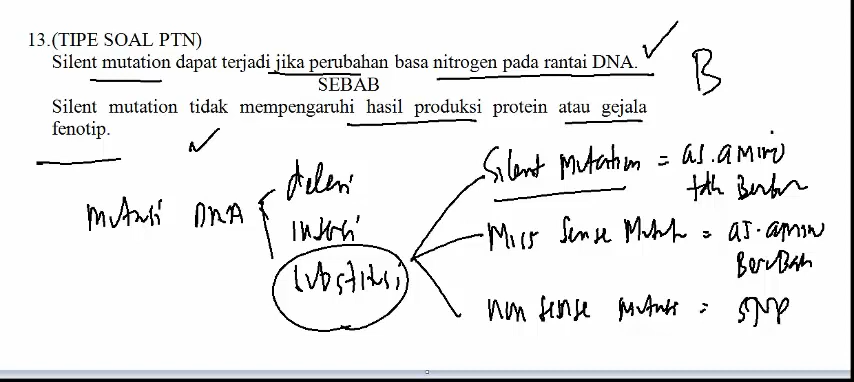 13.(TIPE SOAL PTN)
Silent mutation dapat terjadi jika perubahan basa nitrogen pada rantai DNA.
B
SEBAB
Silent mutation tidak mempengaruhi hasil produksi protein atau gejala
fenotip.
Mutasi DNA
delesi
insersi
substitusi
Silent Mutation = as.amino
tdk Berubah
Miss Sense Mutasi = as.amino
Berubah
non sense mutasi = stop